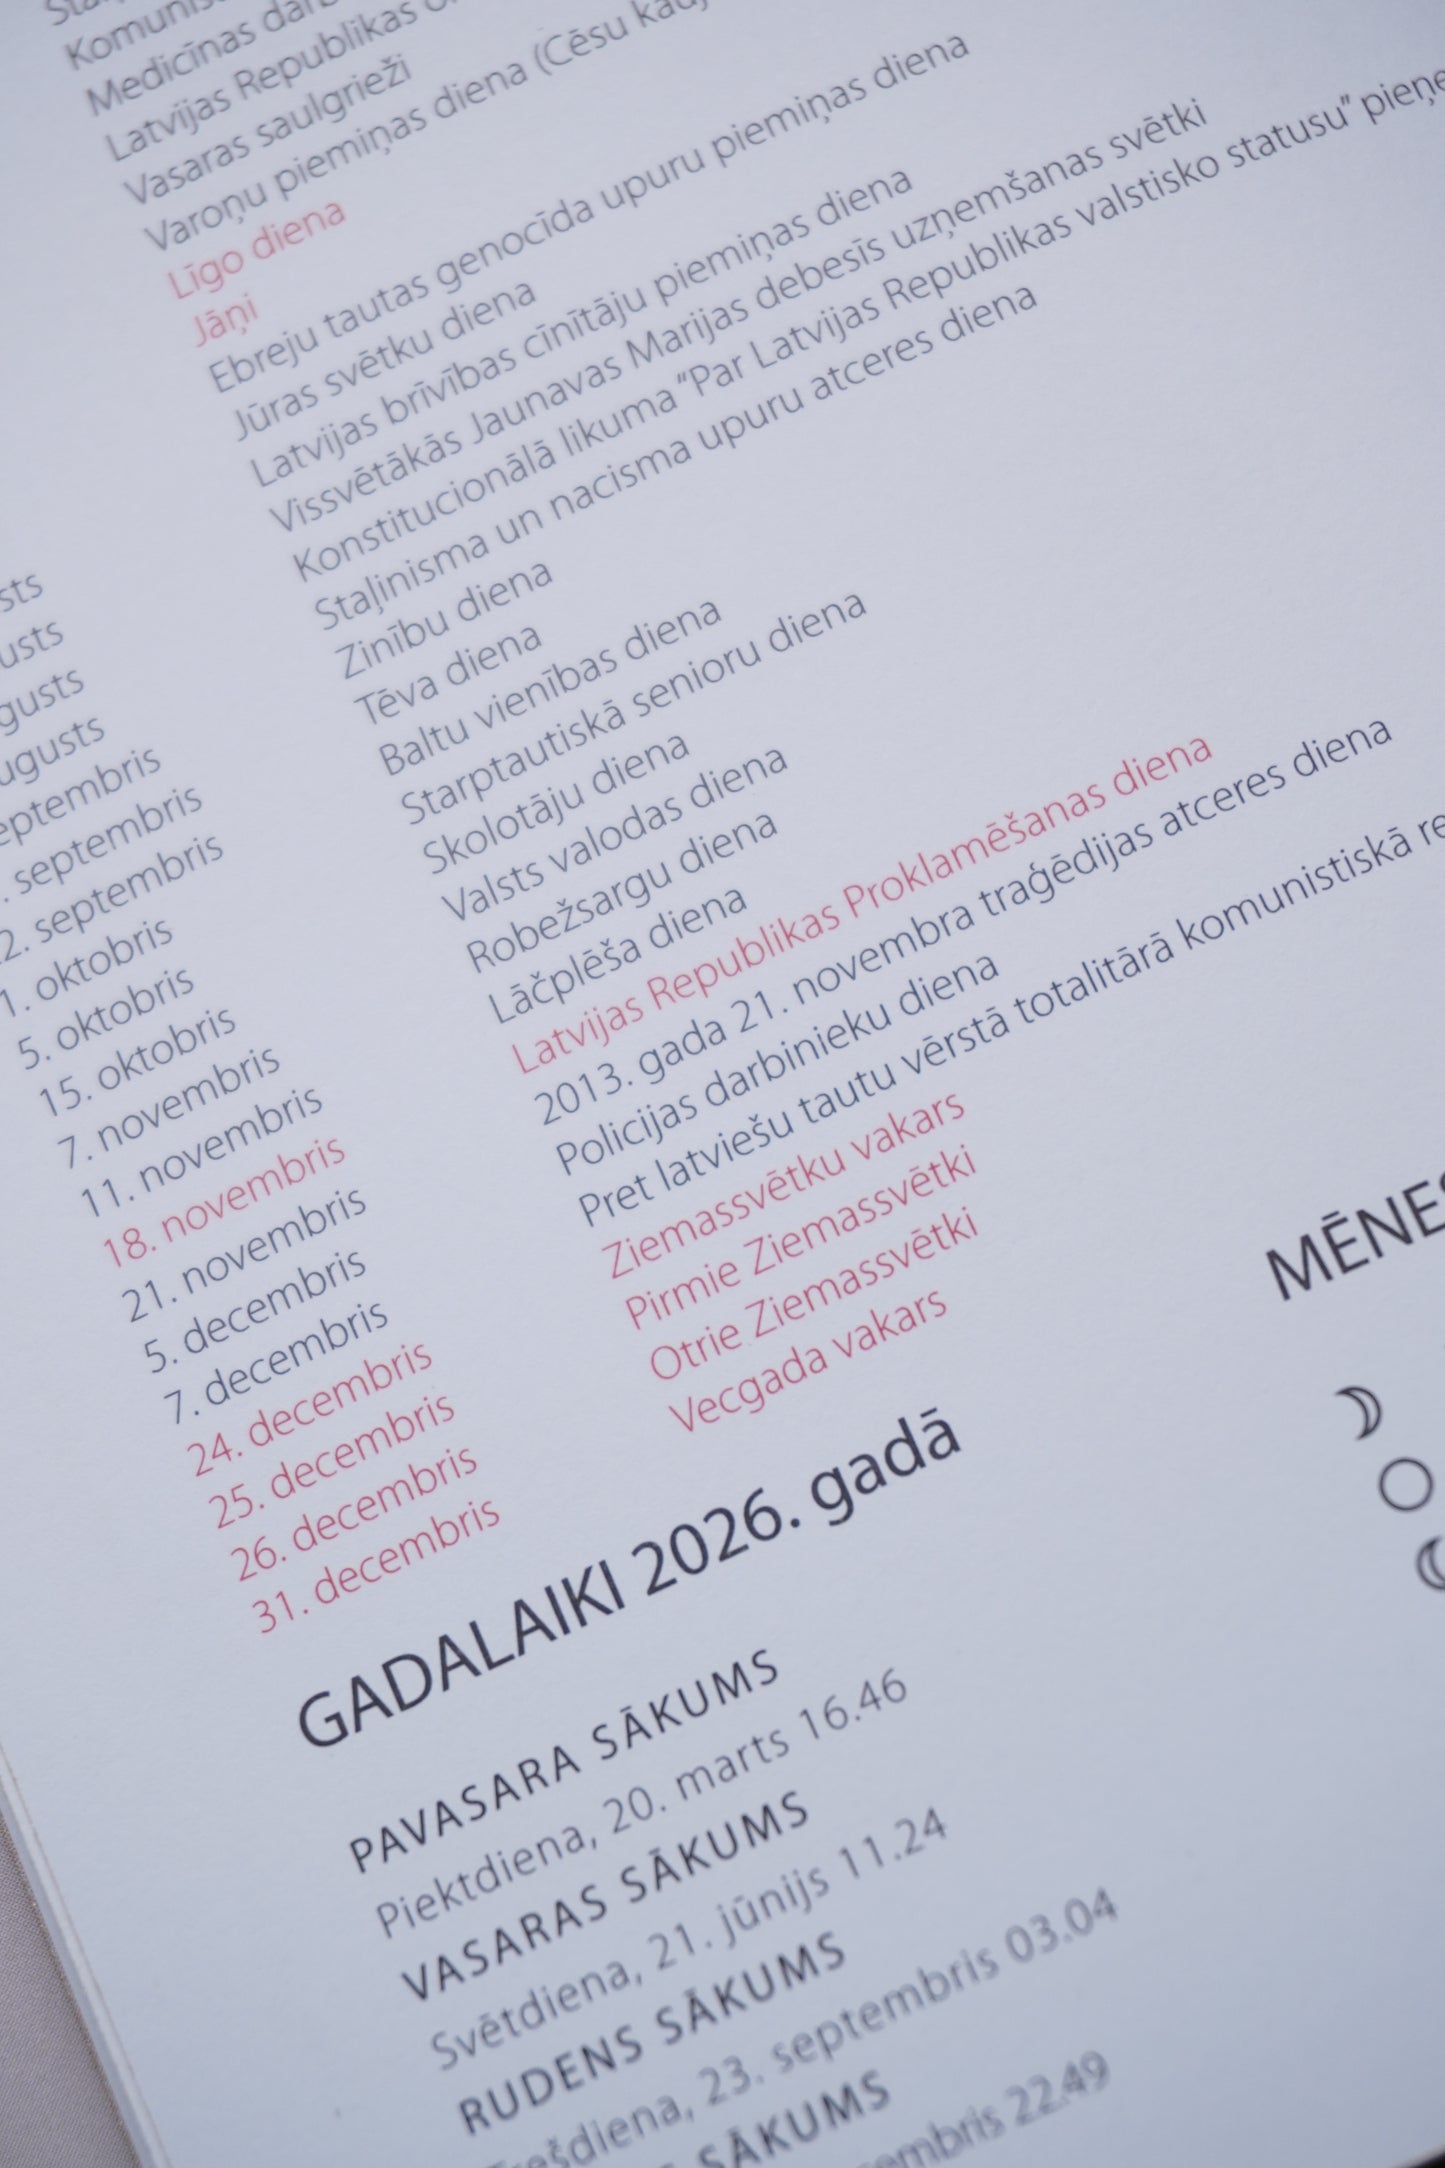 Medicīnas
Latvijas Republikas
Vasaras saulgrieži
Varoņu piemiņas diena (Cēsu
Līgo diena
Jāņi
Ebreju tautas genocīda upuru piemiņas diena
Jūras svētku diena
Latvijas brīvības cīnītāju piemiņas diena
Vissvētākās Jaunavas Marijas debesīs uzņemšanas svētki
Konstitucionālā likuma "Par Latvijas Republikas valstisko statusu"
Staļinisma un nacisma upuru atceres diena
Zinību diena
Tēva diena
Baltu vienības diena
1. oktobris Starptautiskā senioru diena
5. oktobris Skolotāju diena
15. oktobris Valsts valodas diena
7. novembris Robežsargu diena
11. novembris Lāčplēša diena
18. novembris Latvijas Republikas Proklamēšanas diena
21. novembris 2013. gada 21. novembra traģēdijas atceres diena
5. decembris Policijas darbinieku diena
7. decembris Pret latviešu tautu vērstā totalitārā komunistiskā
24. decembris Ziemassvētku vakars
25. decembris Pirmie Ziemassvētki
26. decembris Otrie Ziemassvētki
31. decembris Vecgada vakars
GADALAIKI 2026. gadā
PAVASARA SĀKUMS
Piektdiena, 20. marts 16.46
VASARAS SĀKUMS
Svētdiena, 21. jūnijs 11.24
RUDENS SĀKUMS
23. septembris 03.04
SĀKUMS
22.49